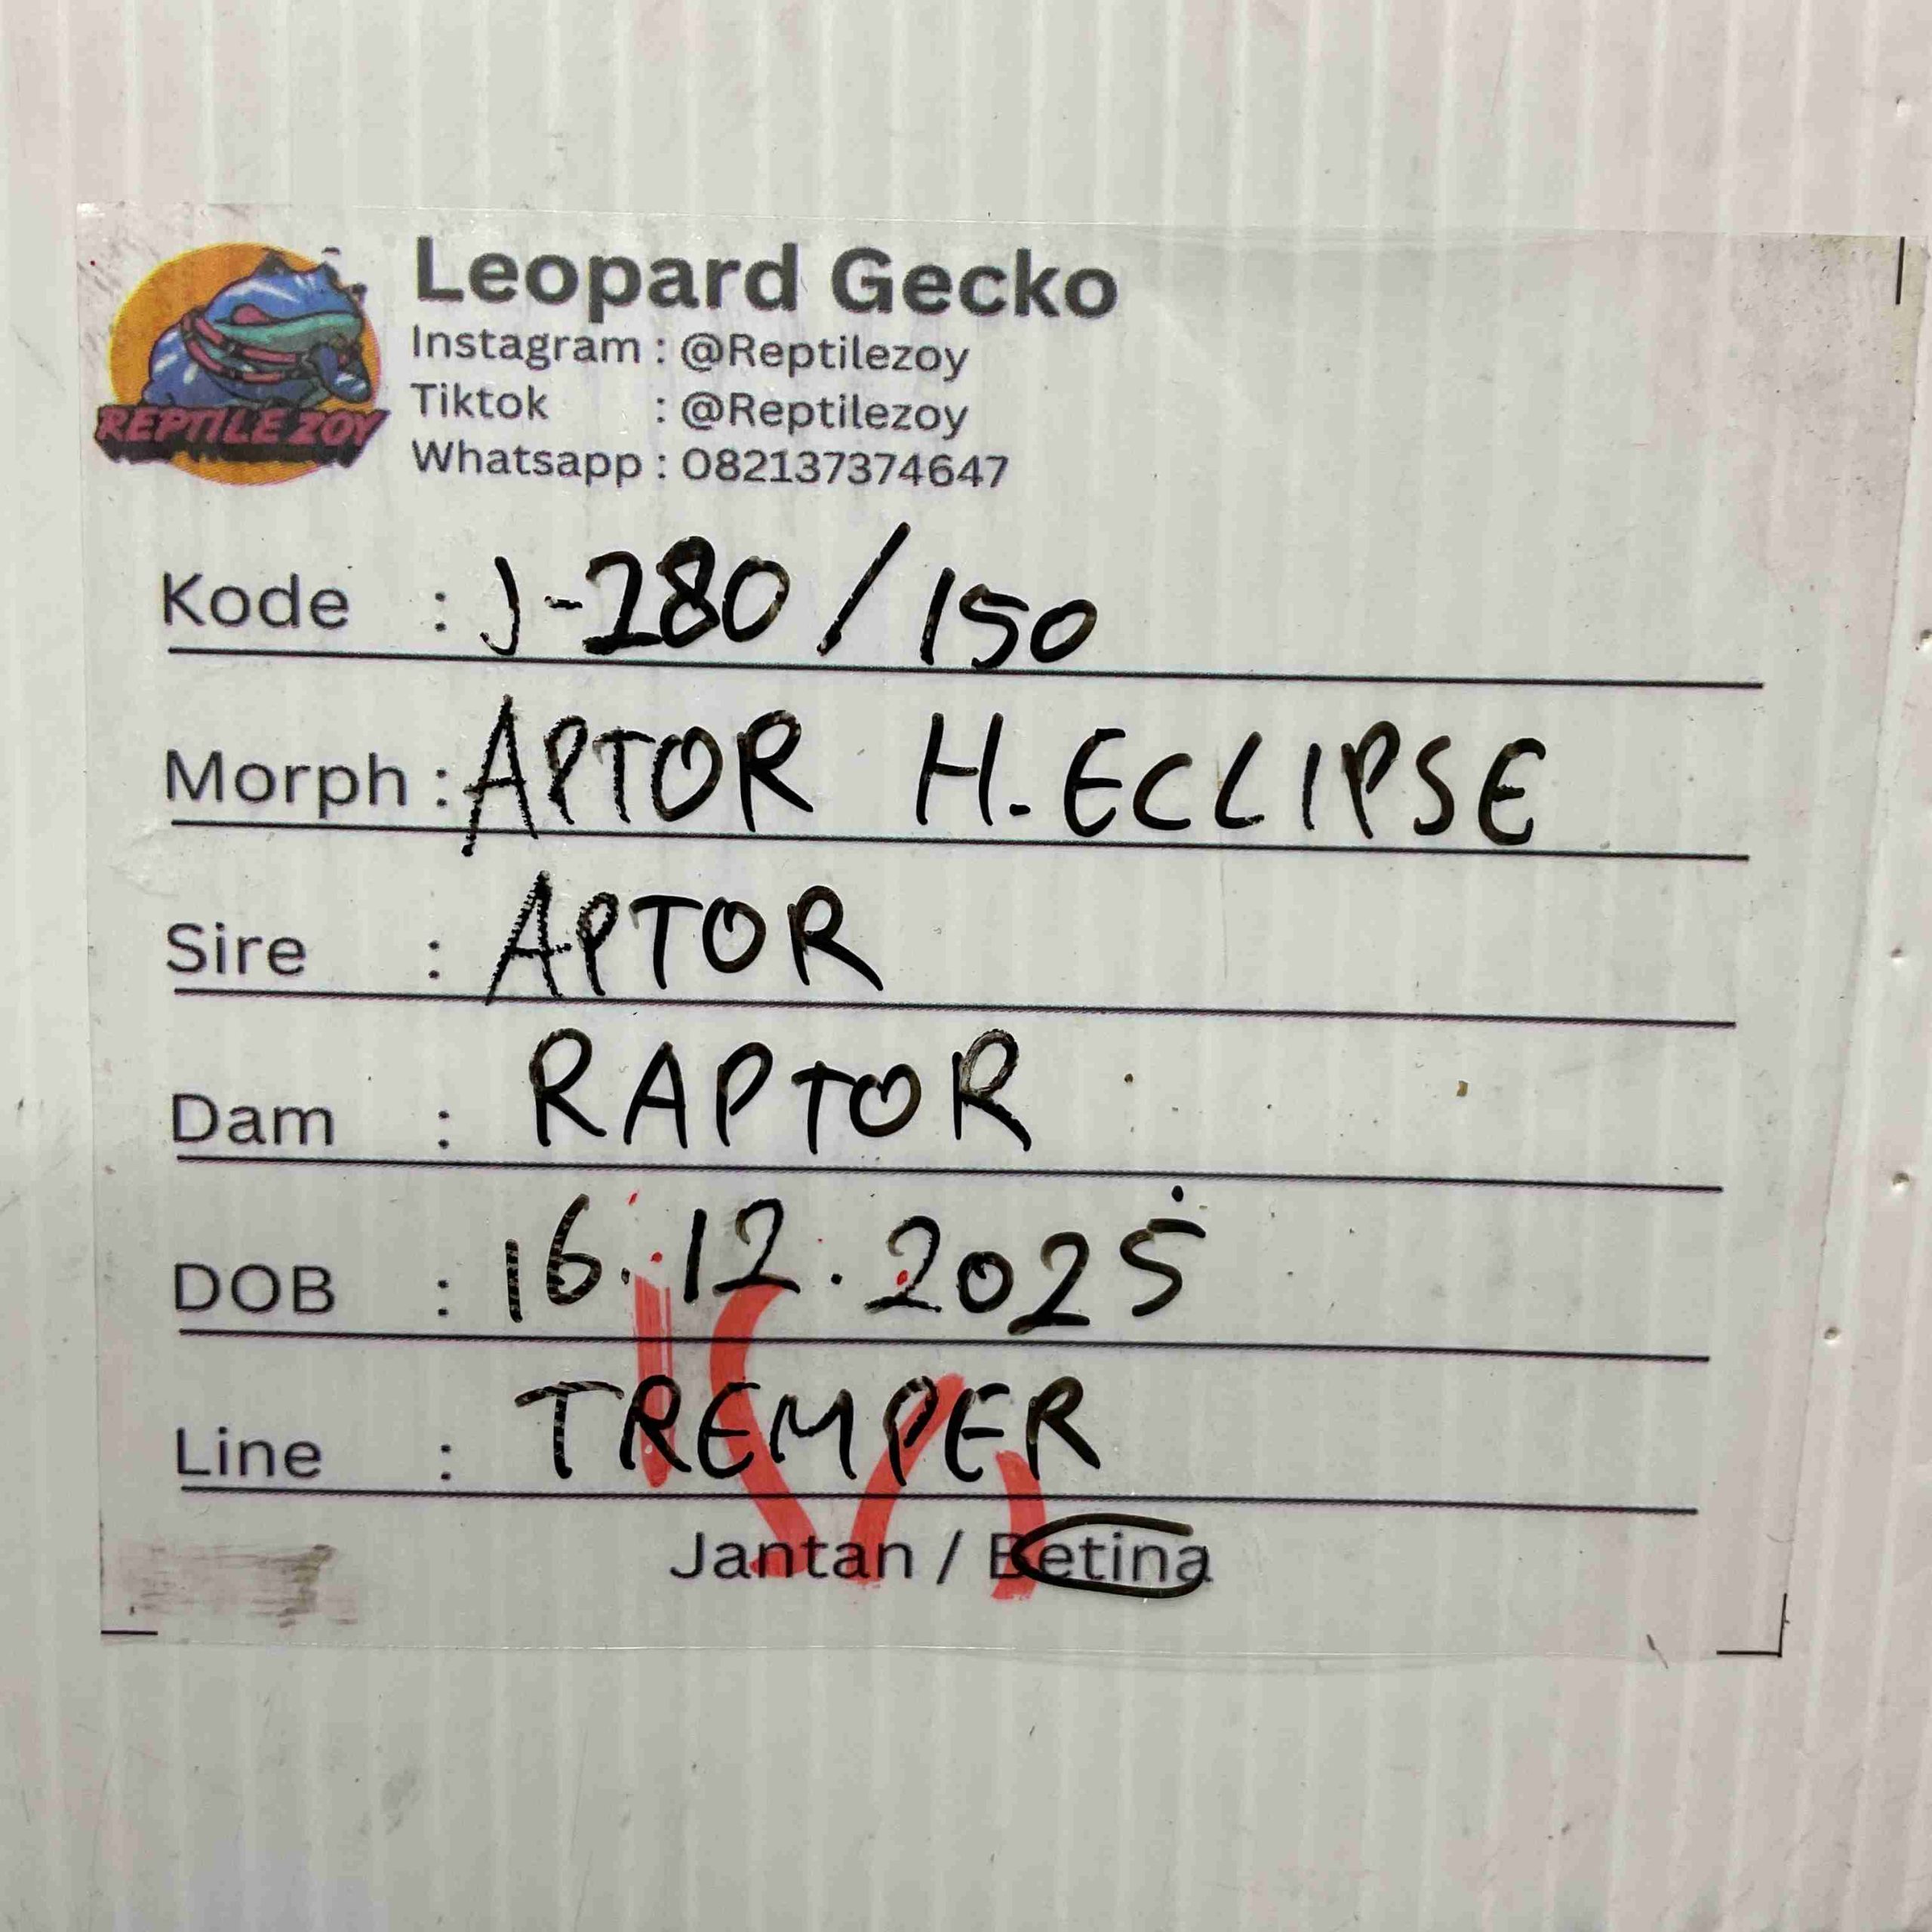 REPTILE ZOY
Leopard Gecko
Instagram : @Reptilezoy
Tiktok : @Reptilezoy
Whatsapp : 082137374647
Kode : J-280/150
Morph : APTOR H. ECLIPSE
Sire : APTOR
Dam : RAPTOR
DOB : 16.12.2025
Line : TREMPER
Jantan / Betina